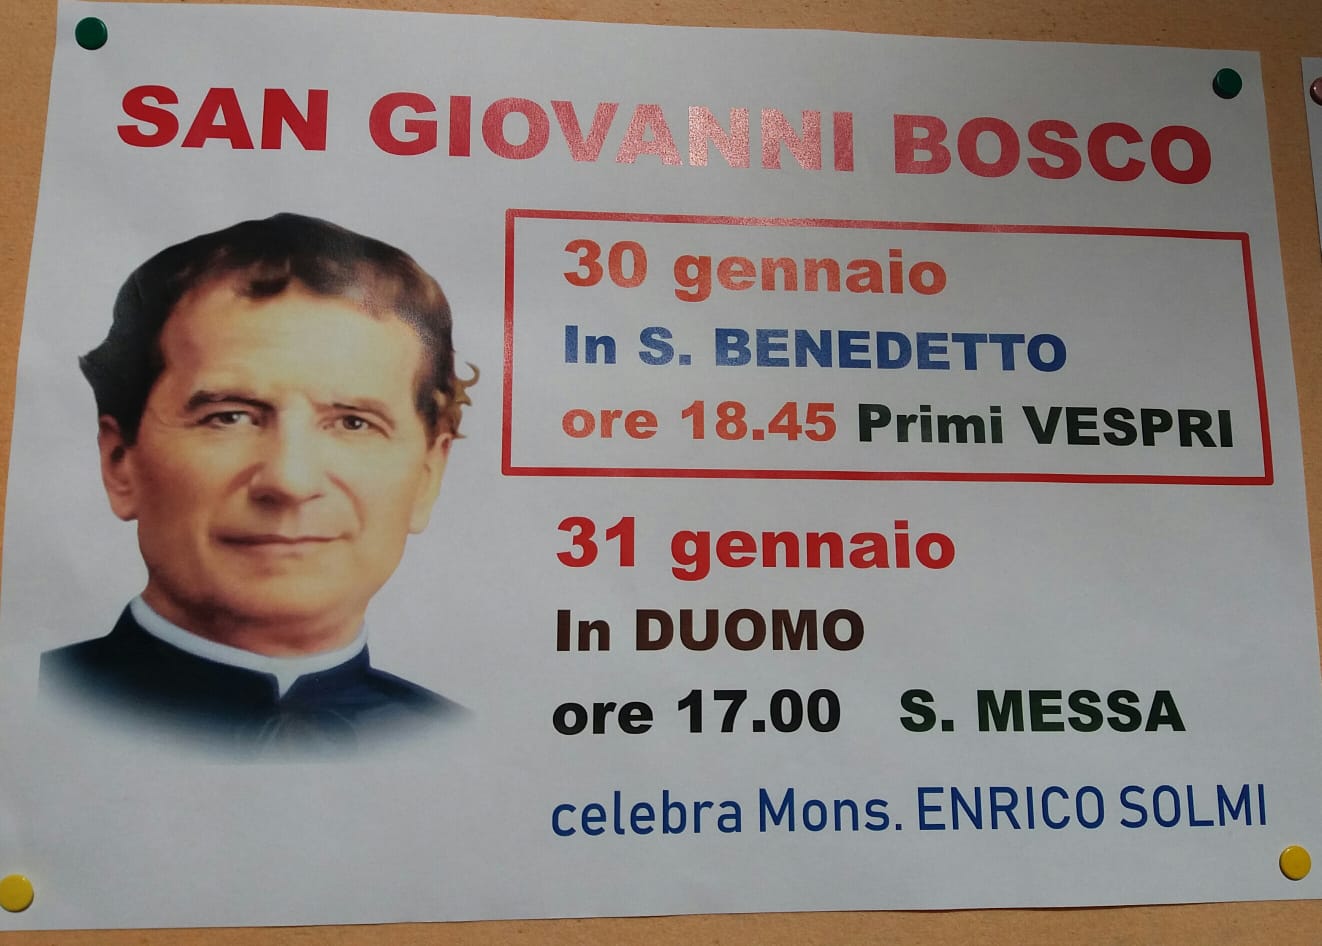 SAN GIOVANNI BOSCO
30 gennaio
In S. BENEDETTO
ore 18.45 Primi VESPRI
31 gennaio
In DUOMO
ore 17.00 S. MESSA
celebra Mons. ENRICO SOLMI